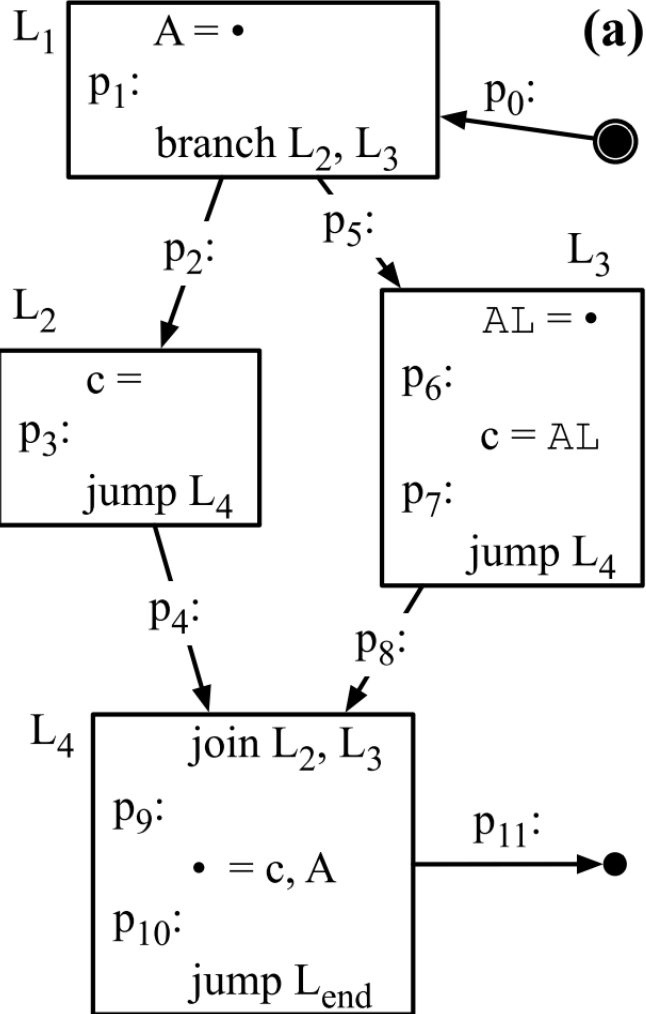 L1 A = • (a)
p1: p0:
branch L2, L3
p2: p5:
L2 L3
AL = •
c =
p6:
p3: c = AL
jump L4 p7:
jump L4
p4: p8:
L4 join L2, L3
p9: p11:
• = c, A
p10:
jump Lend